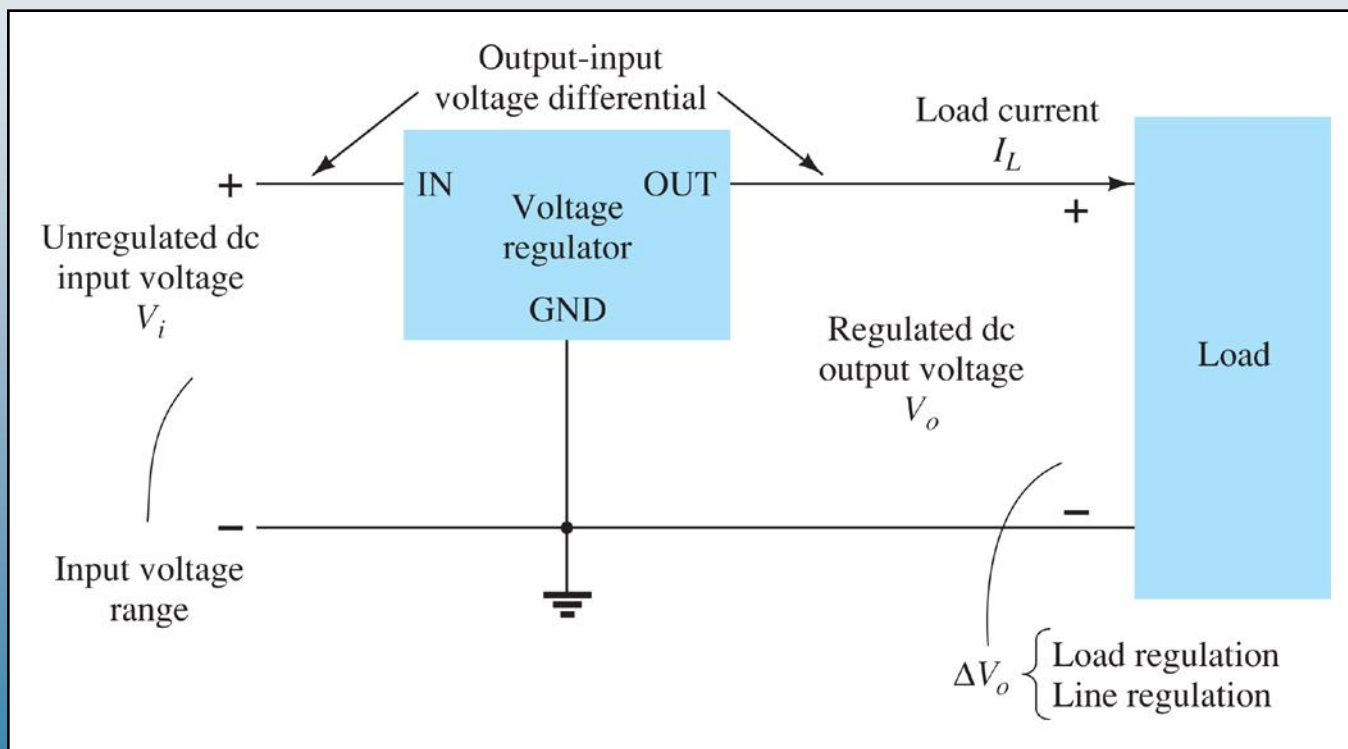 Output-input
voltage differential
Load current
I_L
+
IN
OUT
Voltage
regulator
GND
+
Unregulated dc
input voltage
V_i
Regulated dc
output voltage
V_o
Load
−
−
Input voltage
range
ΔV_o { Load regulation
Line regulation